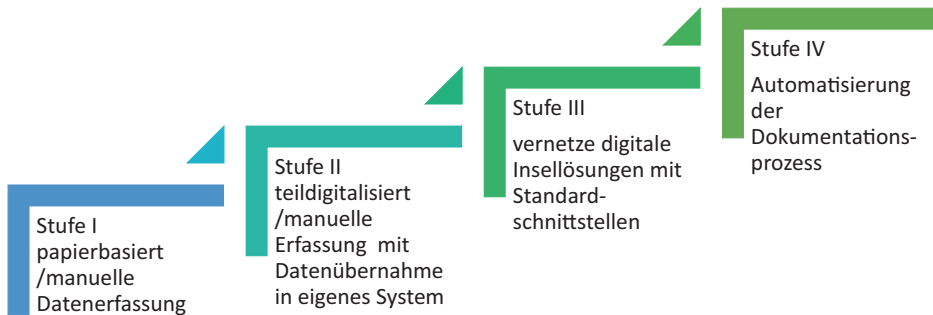 Stufe I
papierbasiert
/manuelle
Datenerfassung
Stufe II
teildigitalisiert
/manuelle
Erfassung mit
Datenübernahme
in eigenes System
Stufe III
vernetze digitale
Insellösungen mit
Standard-
schnittstellen
Stufe IV
Automatisierung
der
Dokumentations-
prozess